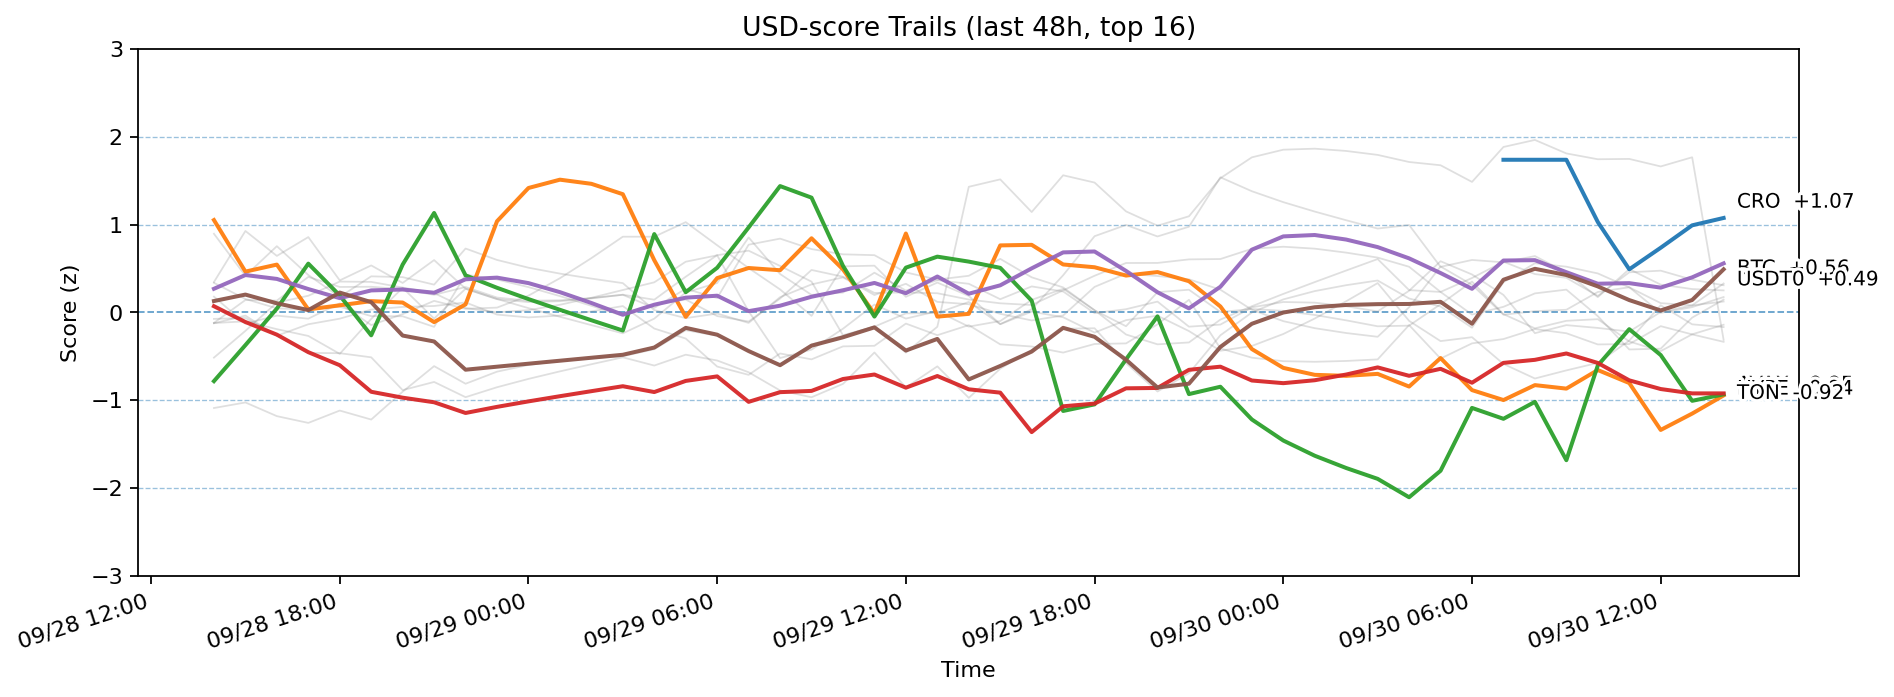 USD-score Trails (last 48h, top 16)
3
2
1
0
−1
−2
−3
Score (z)
CRO +1.07
BTC +0.56
USDT0 +0.49
TON −0.92
09/28 12:00
09/28 18:00
09/29 00:00
09/29 06:00
09/29 12:00
09/29 18:00
09/30 00:00
09/30 06:00
09/30 12:00
Time